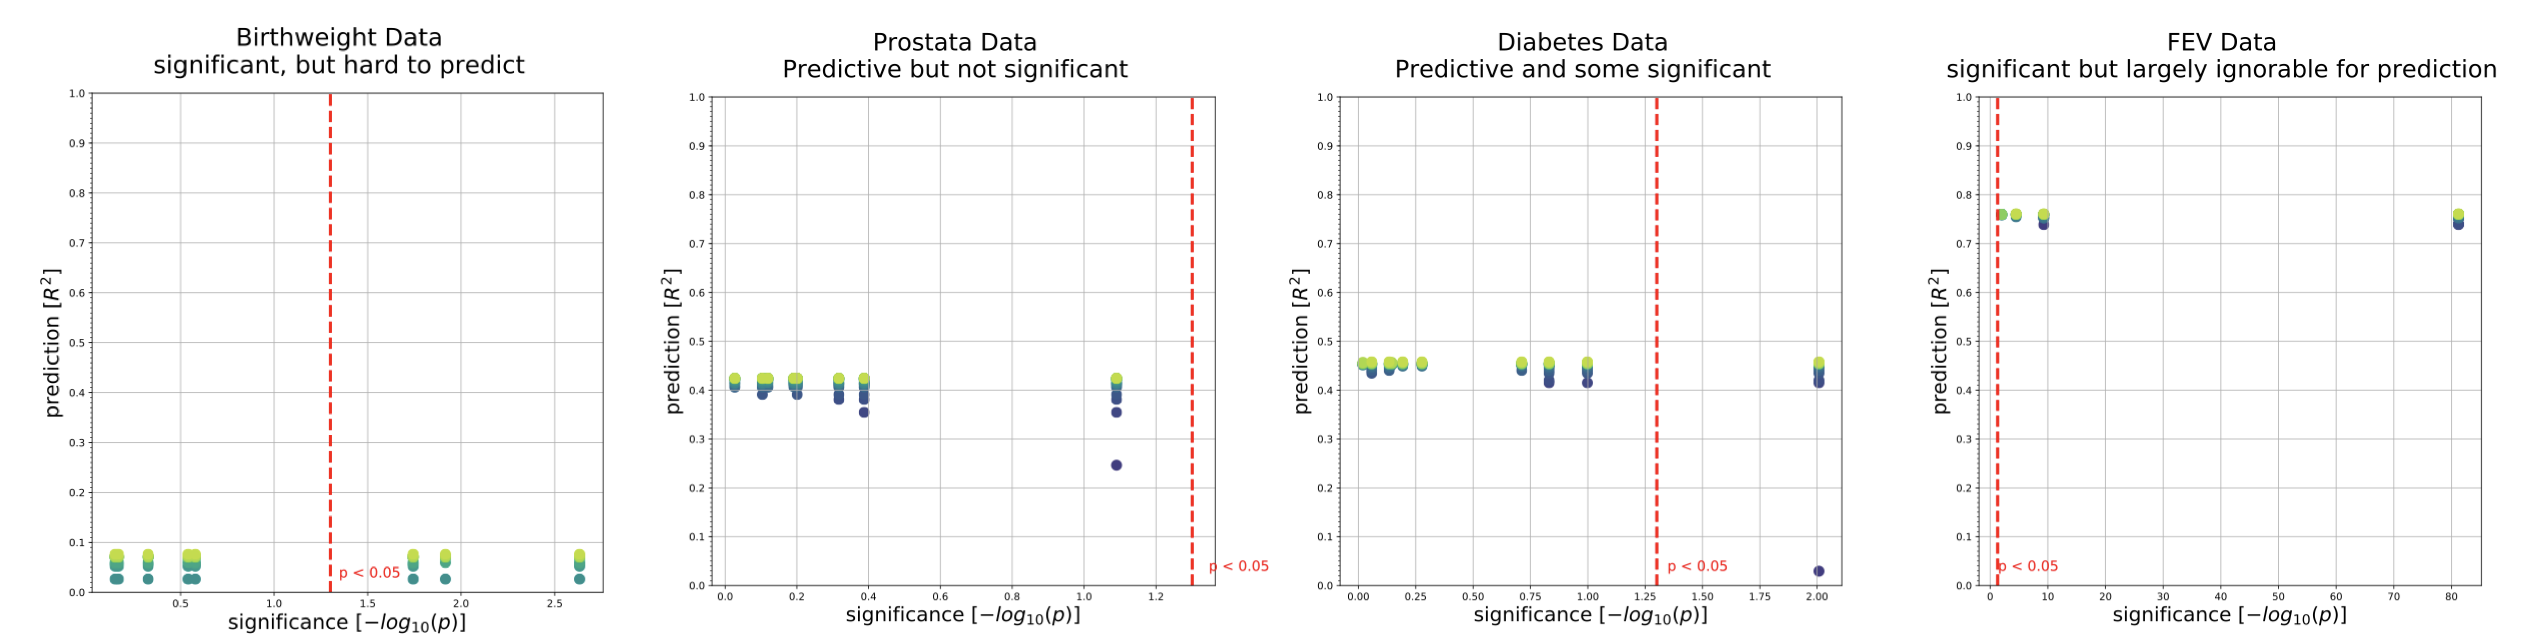 Birthweight Data
significant, but hard to predict
prediction [R²]
1.0
0.9
0.8
0.7
0.6
0.5
0.4
0.3
0.2
0.1
0.0
p < 0.05
0.5 1.0 1.5 2.0 2.5
significance [−log₁₀(p)]
Prostata Data
Predictive but not significant
prediction [R²]
1.0
0.9
0.8
0.7
0.6
0.5
0.4
0.3
0.2
0.1
0.0
p < 0.05
0.0 0.2 0.4 0.6 0.8 1.0 1.2
significance [−log₁₀(p)]
Diabetes Data
Predictive and some significant
prediction [R²]
1.0
0.9
0.8
0.7
0.6
0.5
0.4
0.3
0.2
0.1
0.0
p < 0.05
0.00 0.25 0.50 0.75 1.00 1.25 1.50 1.75 2.00
significance [−log₁₀(p)]
FEV Data
significant but largely ignorable for prediction
prediction [R²]
1.0
0.9
0.8
0.7
0.6
0.5
0.4
0.3
0.2
0.1
0.0
p < 0.05
0 10 20 30 40 50 60 70 80
significance [−log₁₀(p)]